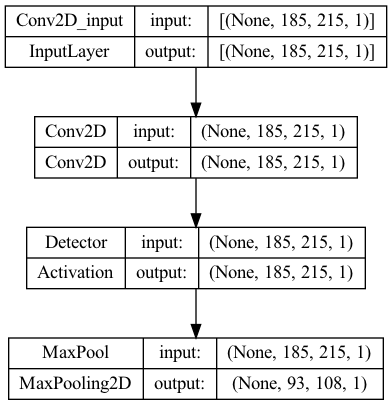 Conv2D_input input: [(None, 185, 215, 1)]
InputLayer output: [(None, 185, 215, 1)]
Conv2D input: (None, 185, 215, 1)
Conv2D output: (None, 185, 215, 1)
Detector input: (None, 185, 215, 1)
Activation output: (None, 185, 215, 1)
MaxPool input: (None, 185, 215, 1)
MaxPooling2D output: (None, 93, 108, 1)